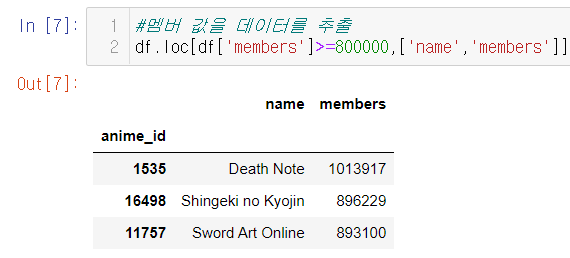 In [7]:
1 #멤버 값을 데이터를 추출
2 df.loc[df['members']>=800000,['name','members']]
Out[7]:
name members
anime_id
1535 Death Note 1013917
16498 Shingeki no Kyojin 896229
11757 Sword Art Online 893100